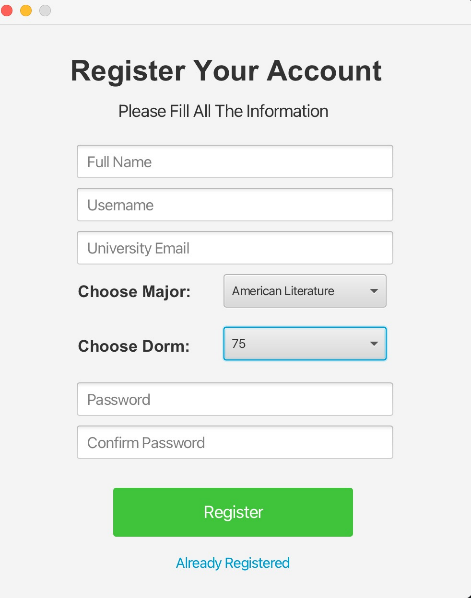 Register Your Account
Please Fill All The Information
Full Name
Username
University Email
Choose Major: American Literature
Choose Dorm: 75
Password
Confirm Password
Register
Already Registered